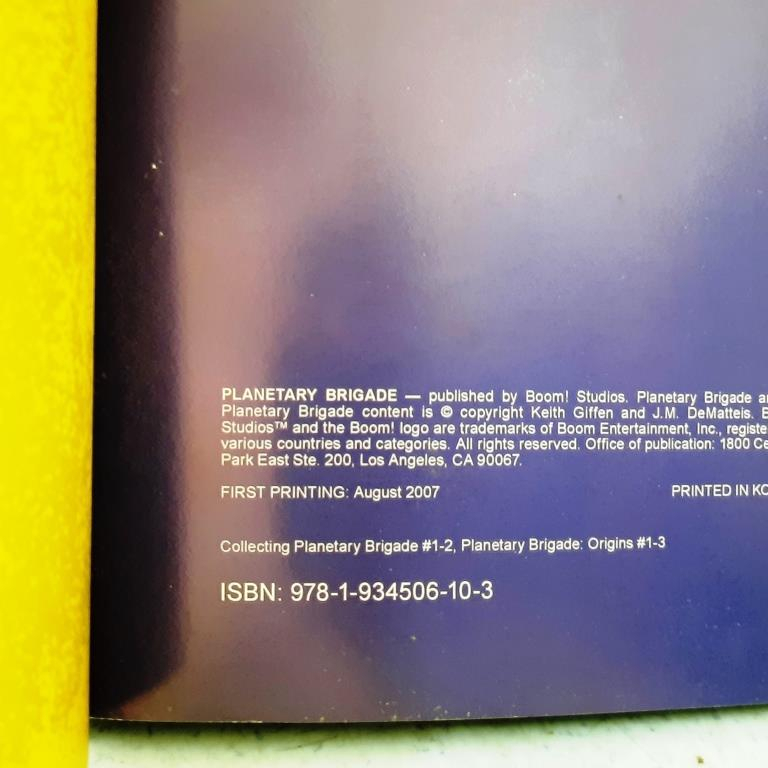 PLANETARY BRIGADE — published by Boom! Studios. Planetary Brigade
Planetary Brigade content is © copyright Keith Giffen and J.M. DeMatteis.
Studios™ and the Boom! logo are trademarks of Boom Entertainment, Inc.,
various countries and categories. All rights reserved. Office of publication: 1800
Park East Ste. 200, Los Angeles, CA 90067.
FIRST PRINTING: August 2007 PRINTED IN
Collecting Planetary Brigade #1-2, Planetary Brigade: Origins #1-3
ISBN: 978-1-934506-10-3